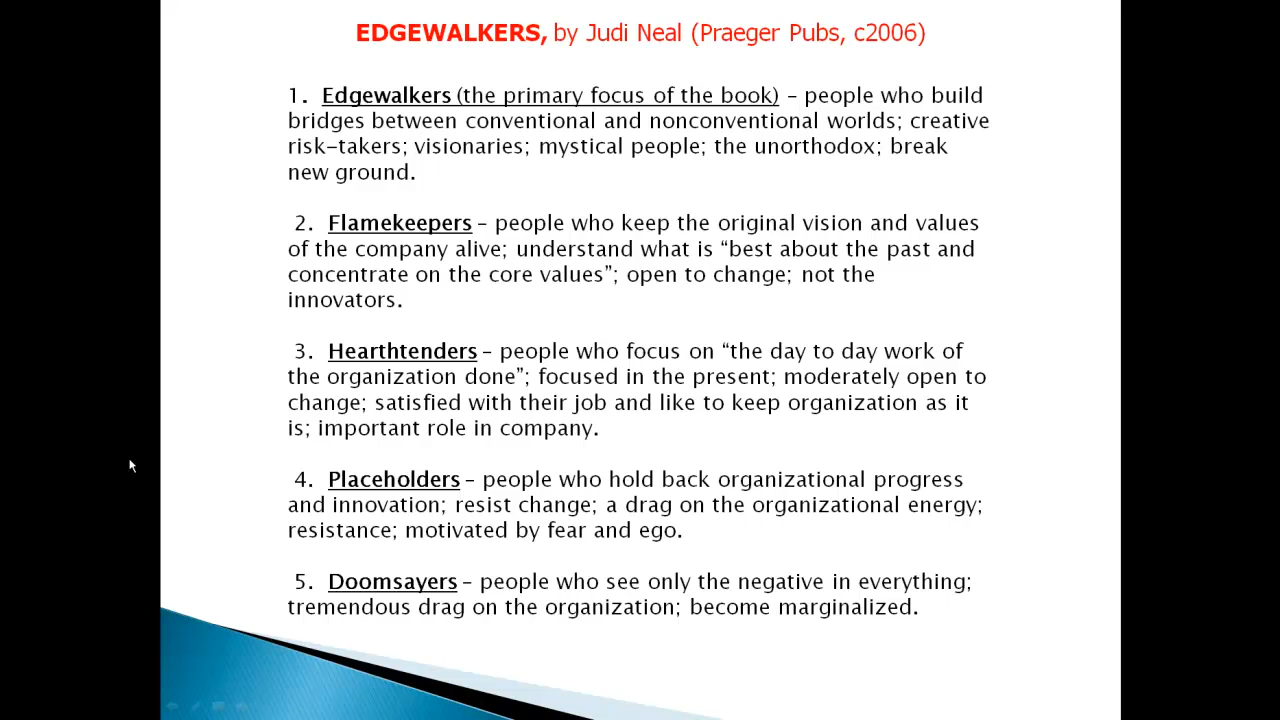 EDGEWALKERS, by Judi Neal (Praeger Pubs, c2006)
1. Edgewalkers (the primary focus of the book) – people who build
bridges between conventional and nonconventional worlds; creative
risk-takers; visionaries; mystical people; the unorthodox; break
new ground.
2. Flamekeepers – people who keep the original vision and values
of the company alive; understand what is “best about the past and
concentrate on the core values”; open to change; not the
innovators.
3. Hearthtenders – people who focus on “the day to day work of
the organization done”; focused in the present; moderately open to
change; satisfied with their job and like to keep organization as it
is; important role in company.
4. Placeholders – people who hold back organizational progress
and innovation; resist change; a drag on the organizational energy;
resistance; motivated by fear and ego.
5. Doomsayers – people who see only the negative in everything;
tremendous drag on the organization; become marginalized.